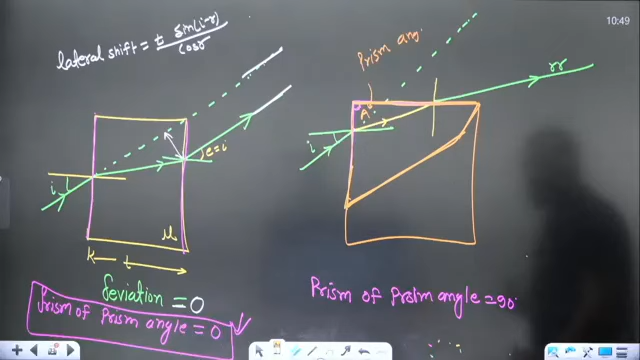 10:49
lateral shift = t sin(i-r)/cosr
Prism ang.
rr
A
i
e=i
i
μ
t
Deviation = 0
Prism of Prism angle = 0
Prism of Prism angle = 90